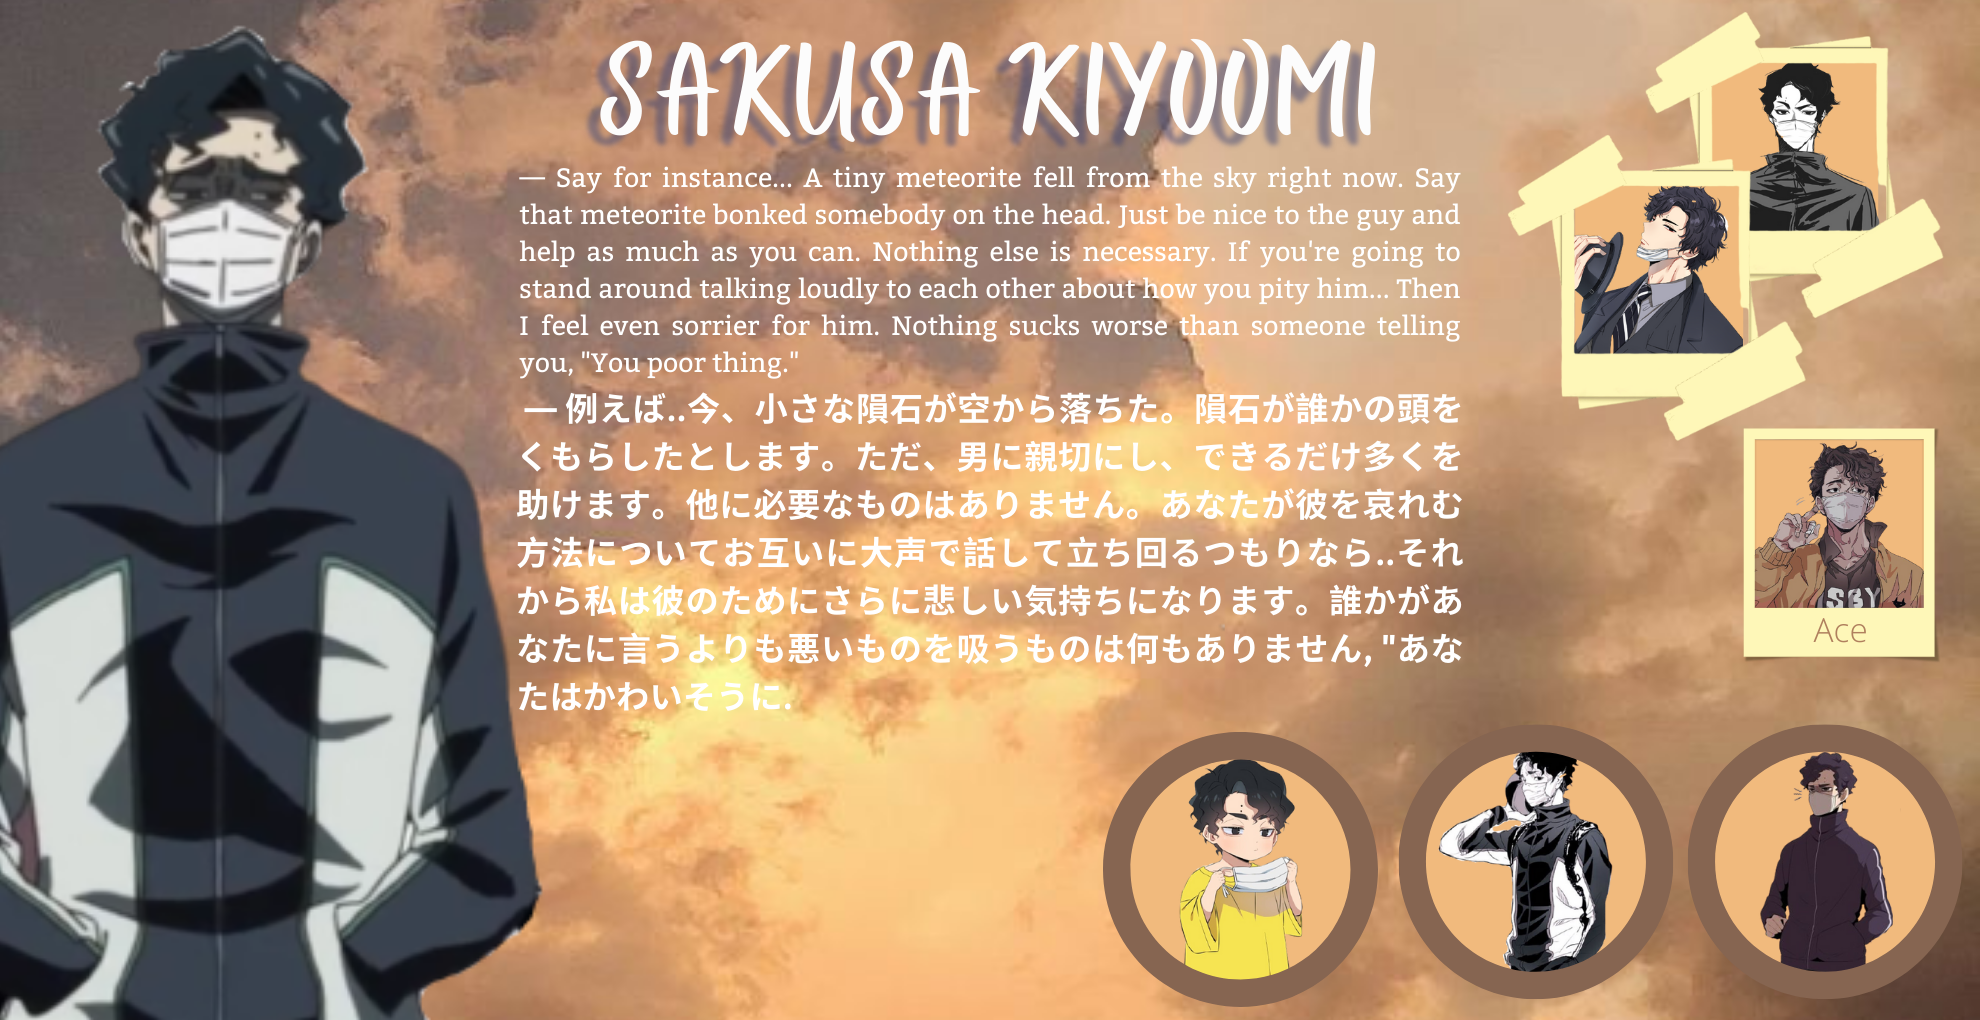 SAKUSA KIYOOMI
— Say for instance... A tiny meteorite fell from the sky right now. Say
that meteorite bonked somebody on the head. Just be nice to the guy and
help as much as you can. Nothing else is necessary. If you're going to
stand around talking loudly to each other about how you pity him... Then
I feel even sorrier for him. Nothing sucks worse than someone telling
you, "You poor thing."
— 例えば..今、小さな隕石が空から落ちた。隕石が誰かの頭を
くもらしたとします。ただ、男に親切にし、できるだけ多くを
助けます。他に必要なものはありません。あなたが彼を哀れむ
方法についてお互いに大声で話して立ち回るつもりなら..それ
から私は彼のためにさらに悲しい気持ちになります。誰かがあ
なたに言うよりも悪いものを吸うものは何もありません, "あな
たはかわいそうに.
Ace